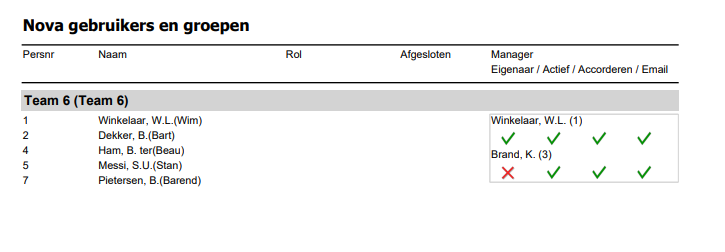 Nova gebruikers en groepen
Persnr Naam Rol Afgesloten Manager
Eigenaar / Actief / Accorderen / Email
Team 6 (Team 6)
1 Winkelaar, W.L.(Wim) Winkelaar, W.L. (1)
2 Dekker, B.(Bart)
4 Ham, B. ter(Beau) Brand, K. (3)
5 Messi, S.U.(Stan)
7 Pietersen, B.(Barend)